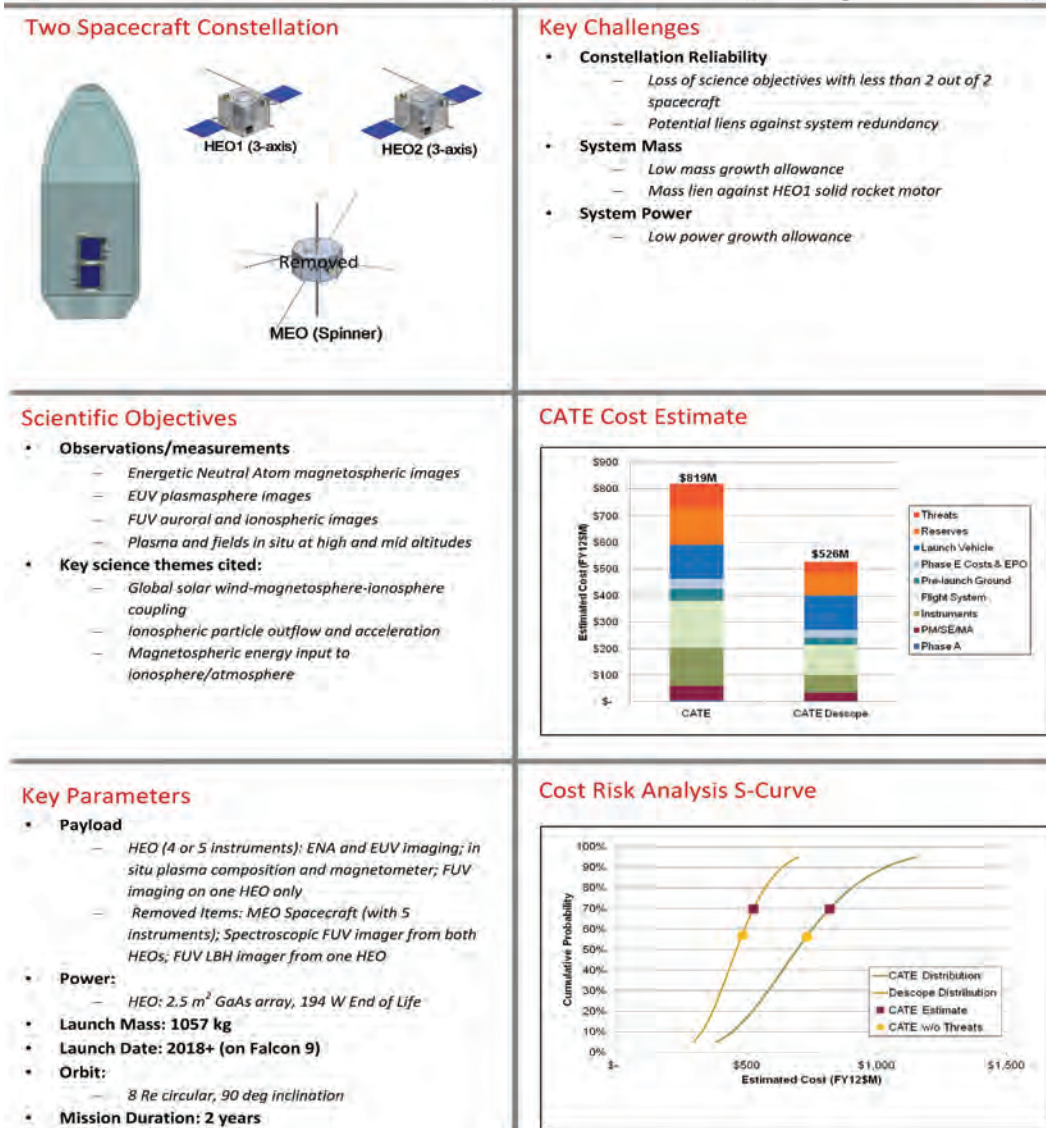 Two Spacecraft Constellation
HEO1 (3-axis)
HEO2 (3-axis)
Removed
MEO (Spinner)
Key Challenges
• Constellation Reliability
— Loss of science objectives with less than 2 out of 2
spacecraft
— Potential liens against system redundancy
• System Mass
— Low mass growth allowance
— Mass lien against HEO1 solid rocket motor
• System Power
— Low power growth allowance
Scientific Objectives
• Observations/measurements
— Energetic Neutral Atom magnetospheric images
— EUV plasmasphere images
— FUV auroral and ionospheric images
— Plasma and fields in situ at high and mid altitudes
• Key science themes cited:
— Global solar wind-magnetosphere-ionosphere
coupling
— Ionospheric particle outflow and acceleration
— Magnetospheric energy input to
ionosphere/atmosphere
CATE Cost Estimate
Estimated Cost (FY12$M)
$900
$800
$700
$600
$500
$400
$300
$200
$100
$-
$819M
$526M
CATE
CATE Descope
Threats
Reserves
Launch Vehicle
Phase E Costs & EPO
Pre-launch Ground
Flight System
Instruments
PM/SE/MA
Phase A
Key Parameters
• Payload
— HEO (4 or 5 instruments): ENA and EUV imaging; in
situ plasma composition and magnetometer; FUV
imaging on one HEO only
— Removed Items: MEO Spacecraft (with 5
instruments); Spectroscopic FUV imager from both
HEOs; FUV LBH imager from one HEO
• Power:
— HEO: 2.5 m² GaAs array, 194 W End of Life
• Launch Mass: 1057 kg
• Launch Date: 2018+ (on Falcon 9)
• Orbit:
— 8 Re circular, 90 deg inclination
• Mission Duration: 2 years
Cost Risk Analysis S-Curve
Cumulative Probability
100%
90%
80%
70%
60%
50%
40%
30%
20%
10%
0%
CATE Distribution
Descope Distribution
CATE Estimate
CATE w/o Threats
$-
$500
$1,000
$1,500
Estimated Cost (FY12$M)